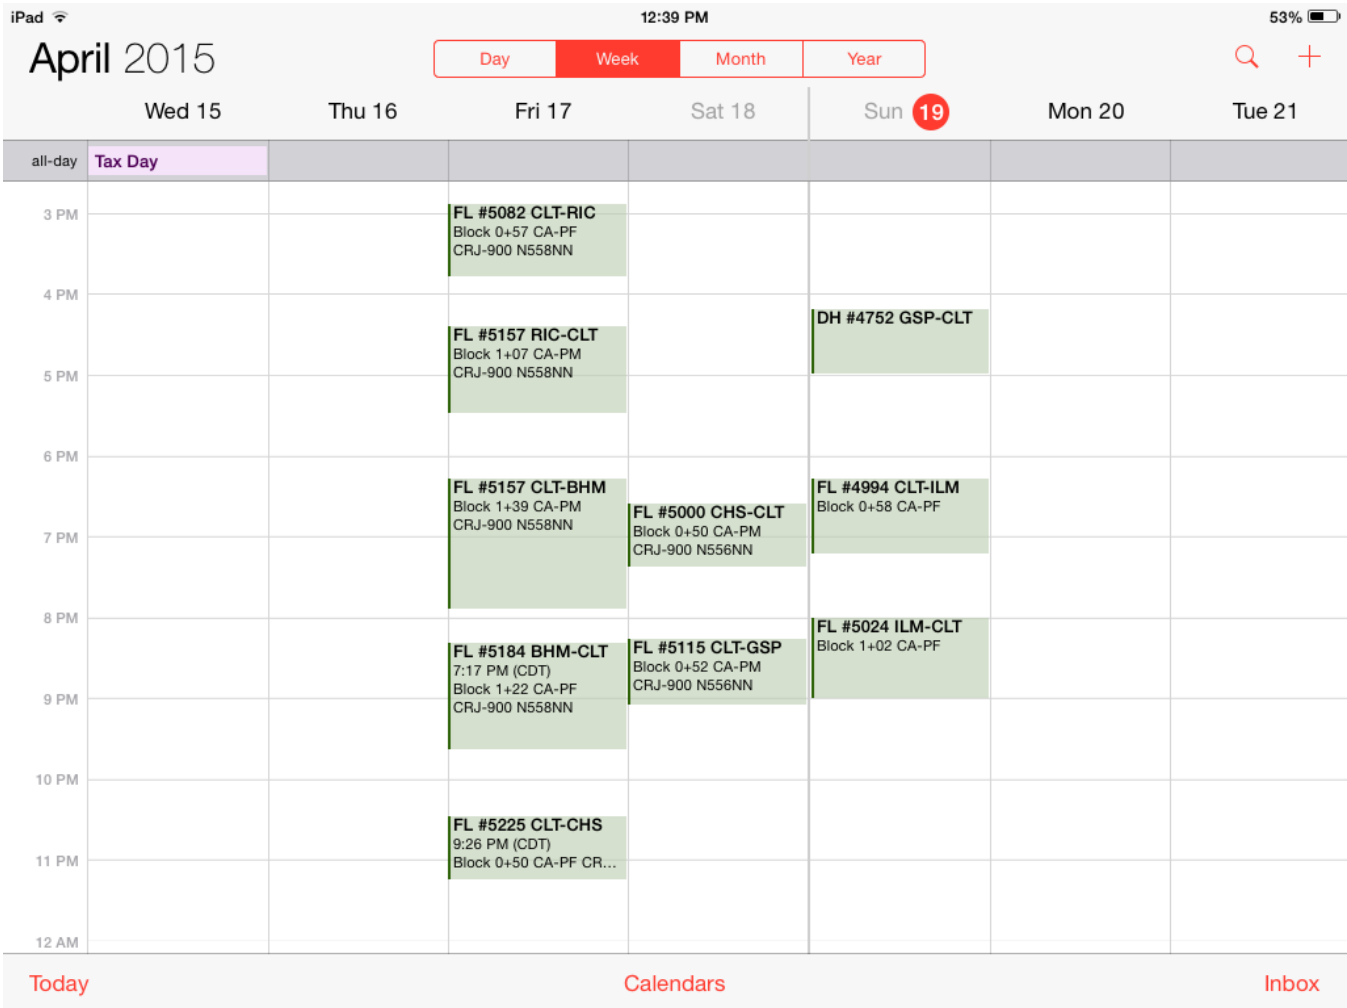 iPad 12:39 PM 53%
April 2015
Day Week Month Year
Wed 15 Thu 16 Fri 17 Sat 18 Sun 19 Mon 20 Tue 21
all-day Tax Day
3 PM
4 PM
5 PM
6 PM
7 PM
8 PM
9 PM
10 PM
11 PM
12 AM
FL #5082 CLT-RIC
Block 0+57 CA-PF
CRJ-900 N558NN
FL #5157 RIC-CLT
Block 1+07 CA-PM
CRJ-900 N558NN
FL #5157 CLT-BHM
Block 1+39 CA-PM
CRJ-900 N558NN
FL #5184 BHM-CLT
7:17 PM (CDT)
Block 1+22 CA-PF
CRJ-900 N558NN
FL #5225 CLT-CHS
9:26 PM (CDT)
Block 0+50 CA-PF CR...
FL #5000 CHS-CLT
Block 0+50 CA-PM
CRJ-900 N556NN
FL #5115 CLT-GSP
Block 0+52 CA-PM
CRJ-900 N556NN
DH #4752 GSP-CLT
FL #4994 CLT-ILM
Block 0+58 CA-PF
FL #5024 ILM-CLT
Block 1+02 CA-PF
Today Calendars Inbox